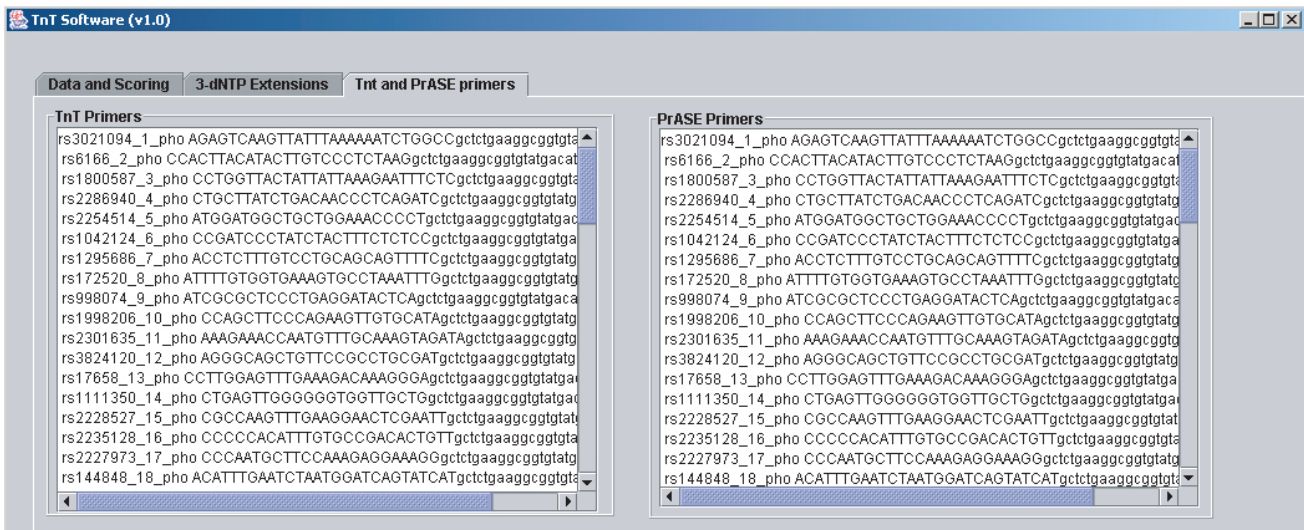 TnT Software (v1.0)
Data and Scoring 3-dNTP Extensions Tnt and PrASE primers
TnT Primers
rs3021094_1_pho AGAGTCAAGTTATTTAAAAAATCTGGCCgctctgaaggcggtgta
rs6166_2_pho CCACTTACATACTTGTCCCTCTAAGgctctgaaggcggtgtatgacat
rs1800587_3_pho CCTGGTTACTATTATTAAAGAATTTCTCgctctgaaggcggtgta
rs2286940_4_pho CTGCTTATCTGACAACCCTCAGATCgctctgaaggcggtgtatg
rs2254514_5_pho ATGGATGGCTGCTGGAAACCCCTgctctgaaggcggtgtatgac
rs1042124_6_pho CCGATCCCTATCTACTTTCTCTCCgctctgaaggcggtgtatga
rs1295686_7_pho ACCTCTTTGTCCTGCAGCAGTTTTCgctctgaaggcggtgtatg
rs172520_8_pho ATTTTGTGGTGAAAGTGCCTAAATTTGgctctgaaggcggtgtatg
rs998074_9_pho ATCGCGCTCCCTGAGGATACTCAgctctgaaggcggtgtatgaca
rs1998206_10_pho CCAGCTTCCCAGAAGTTGTGCATAgctctgaaggcggtgtatg
rs2301635_11_pho AAAGAAACCAATGTTTGCAAAGTAGATAgctctgaaggcggtg
rs3824120_12_pho AGGGCAGCTGTTCCGCCTGCGATgctctgaaggcggtgtatg
rs17658_13_pho CCTTGGAGTTTGAAAGACAAAGGGAgctctgaaggcggtgtatga
rs1111350_14_pho CTGAGTTGGGGGGTGGTTGCTGgctctgaaggcggtgtatga
rs2228527_15_pho CGCCAAGTTTGAAGGAACTCGAATTgctctgaaggcggtgtat
rs2235128_16_pho CCCCCACATTTGTGCCGACACTGTTgctctgaaggcggtgta
rs2227973_17_pho CCCAATGCTTCCAAAGAGGAAAGGgctctgaaggcggtgtatg
rs144848_18_pho ACATTTGAATCTAATGGATCAGTATCATgctctgaaggcggtgt
PrASE Primers
rs3021094_1_pho AGAGTCAAGTTATTTAAAAAATCTGGCCgctctgaaggcggtgta
rs6166_2_pho CCACTTACATACTTGTCCCTCTAAGgctctgaaggcggtgtatgacat
rs1800587_3_pho CCTGGTTACTATTATTAAAGAATTTCTCgctctgaaggcggtgta
rs2286940_4_pho CTGCTTATCTGACAACCCTCAGATCgctctgaaggcggtgtatg
rs2254514_5_pho ATGGATGGCTGCTGGAAACCCCTgctctgaaggcggtgtatgac
rs1042124_6_pho CCGATCCCTATCTACTTTCTCTCCgctctgaaggcggtgtatga
rs1295686_7_pho ACCTCTTTGTCCTGCAGCAGTTTTCgctctgaaggcggtgtatg
rs172520_8_pho ATTTTGTGGTGAAAGTGCCTAAATTTGgctctgaaggcggtgtatg
rs998074_9_pho ATCGCGCTCCCTGAGGATACTCAgctctgaaggcggtgtatgaca
rs1998206_10_pho CCAGCTTCCCAGAAGTTGTGCATAgctctgaaggcggtgtatg
rs2301635_11_pho AAAGAAACCAATGTTTGCAAAGTAGATAgctctgaaggcggtg
rs3824120_12_pho AGGGCAGCTGTTCCGCCTGCGATgctctgaaggcggtgtatg
rs17658_13_pho CCTTGGAGTTTGAAAGACAAAGGGAgctctgaaggcggtgtatga
rs1111350_14_pho CTGAGTTGGGGGGTGGTTGCTGgctctgaaggcggtgtatga
rs2228527_15_pho CGCCAAGTTTGAAGGAACTCGAATTgctctgaaggcggtgtat
rs2235128_16_pho CCCCCACATTTGTGCCGACACTGTTgctctgaaggcggtgta
rs2227973_17_pho CCCAATGCTTCCAAAGAGGAAAGGgctctgaaggcggtgtatg
rs144848_18_pho ACATTTGAATCTAATGGATCAGTATCATgctctgaaggcggtgt